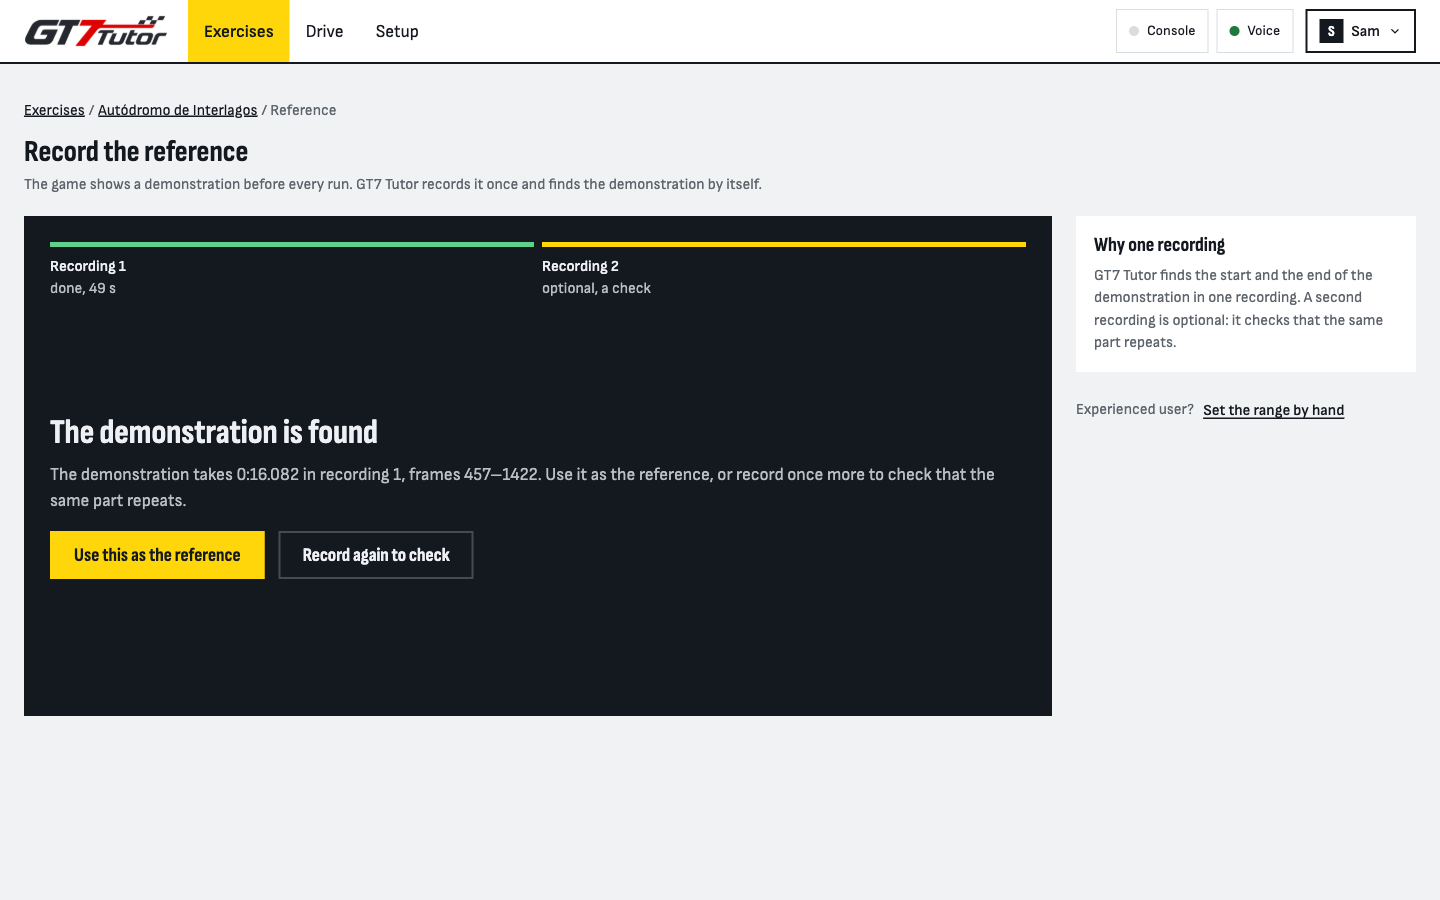 GT7 Tutor
Exercises
Drive
Setup
Console
Voice
S
Sam
Exercises / Autódromo de Interlagos / Reference
Record the reference
The game shows a demonstration before every run. GT7 Tutor records it once and finds the demonstration by itself.
Recording 1
done, 49 s
Recording 2
optional, a check
The demonstration is found
The demonstration takes 0:16.082 in recording 1, frames 457–1422. Use it as the reference, or record once more to check that the
same part repeats.
Use this as the reference
Record again to check
Why one recording
GT7 Tutor finds the start and the end of the
demonstration in one recording. A second
recording is optional: it checks that the same
part repeats.
Experienced user? Set the range by hand